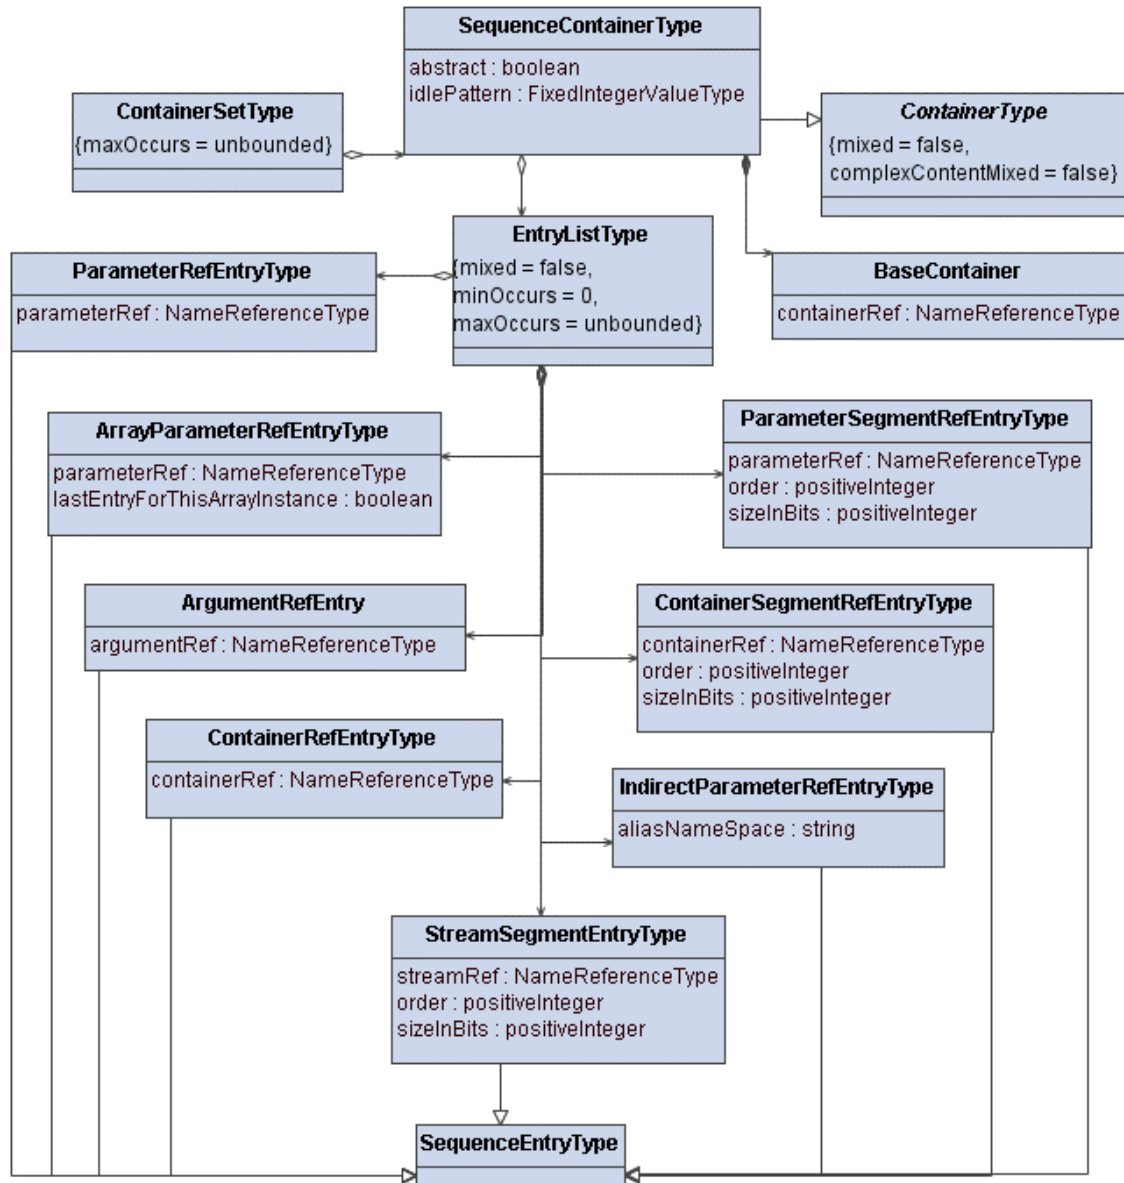 SequenceContainerType
abstract : boolean
idlePattern : FixedIntegerValueType
ContainerSetType
{maxOccurs = unbounded}
ContainerType
{mixed = false,
complexContentMixed = false}
EntryListType
{mixed = false,
minOccurs = 0,
maxOccurs = unbounded}
ParameterRefEntryType
parameterRef : NameReferenceType
BaseContainer
containerRef : NameReferenceType
ArrayParameterRefEntryType
parameterRef : NameReferenceType
lastEntryForThisArrayInstance : boolean
ParameterSegmentRefEntryType
parameterRef : NameReferenceType
order : positiveInteger
sizeInBits : positiveInteger
ArgumentRefEntry
argumentRef : NameReferenceType
ContainerSegmentRefEntryType
containerRef : NameReferenceType
order : positiveInteger
sizeInBits : positiveInteger
ContainerRefEntryType
containerRef : NameReferenceType
IndirectParameterRefEntryType
aliasNameSpace : string
StreamSegmentEntryType
streamRef : NameReferenceType
order : positiveInteger
sizeInBits : positiveInteger
SequenceEntryType